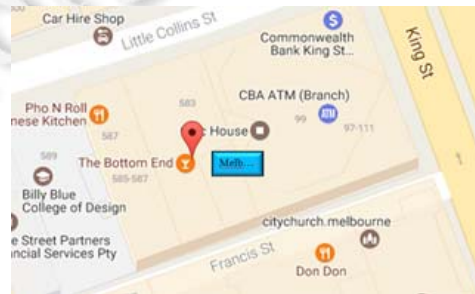 580
Car Hire Shop
Little Collins St
Commonwealth
Bank King St...
King St
Pho N Roll
nese Kitchen
583
587
CBA ATM (Branch)
ATM
99
97-111
c House
The Bottom End
Melb...
589
585-587
Billy Blue
College of Design
citychurch.melbourne
e Street Partners
ncial Services Pty
Francis St
Don Don